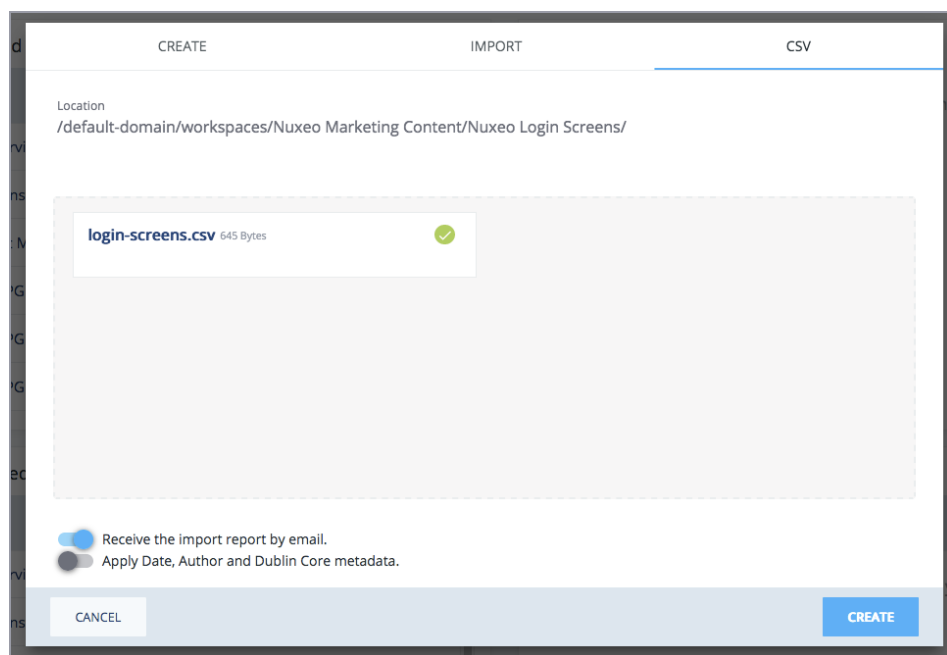 CREATE
IMPORT
CSV
Location
/default-domain/workspaces/Nuxeo Marketing Content/Nuxeo Login Screens/
login-screens.csv 645 Bytes
Receive the import report by email.
Apply Date, Author and Dublin Core metadata.
CANCEL
CREATE